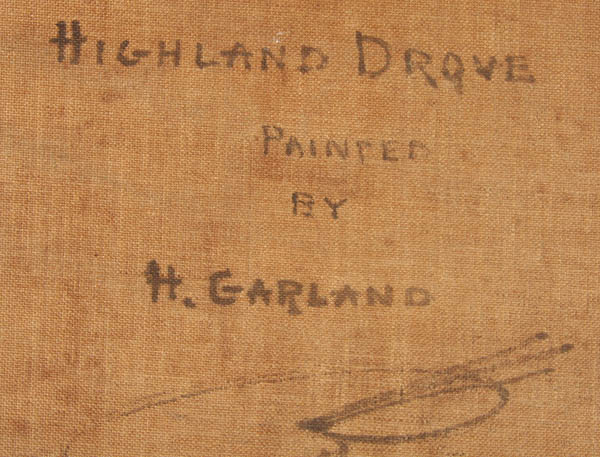 HIGHLAND DROVE
PAINTED
BY
H. GARLAND